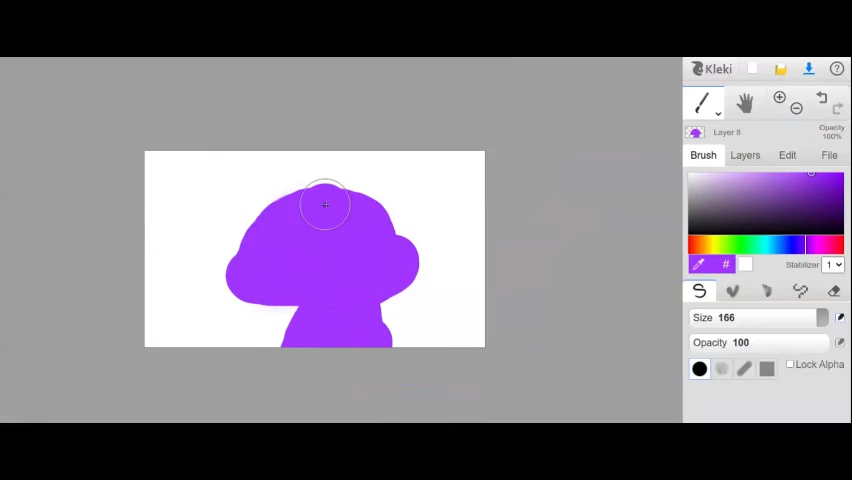 Kleki
Layer 8
Opacity
100%
Brush Layers Edit File
#
Stabilizer 1
Size 166
Opacity 100
Lock Alpha